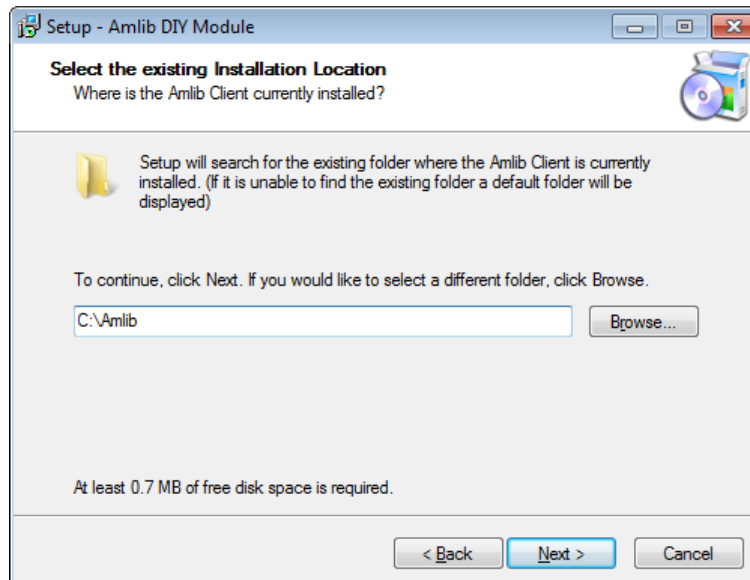 Setup - Amlib DIY Module
Select the existing Installation Location
Where is the Amlib Client currently installed?
Setup will search for the existing folder where the Amlib Client is currently
installed. (If it is unable to find the existing folder a default folder will be
displayed)
To continue, click Next. If you would like to select a different folder, click Browse.
C:\Amlib
Browse...
At least 0.7 MB of free disk space is required.
< Back
Next >
Cancel